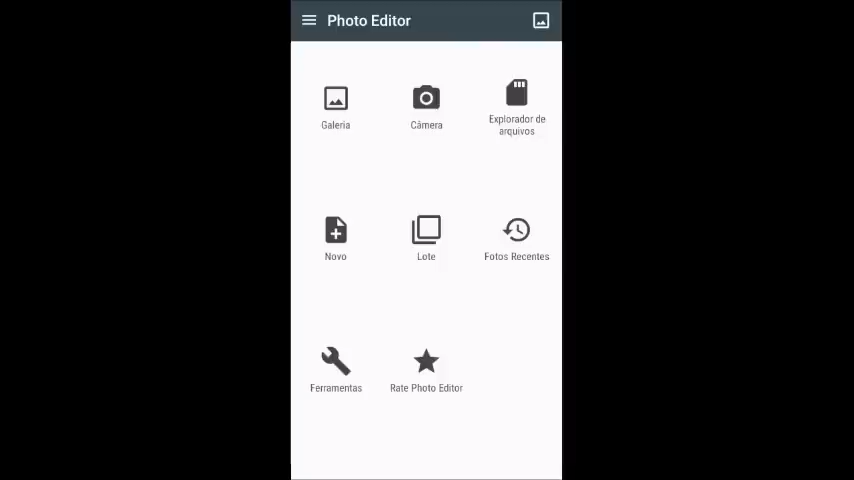 Photo Editor
Galeria
Câmera
Explorador de
arquivos
Novo
Lote
Fotos Recentes
Ferramentas
Rate Photo Editor